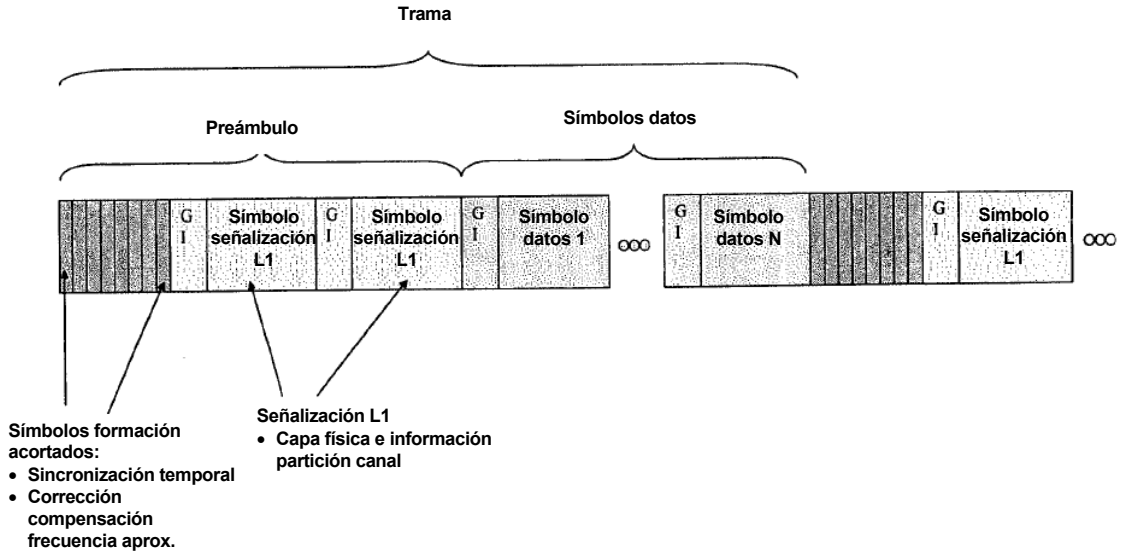 Trama
Preámbulo
Símbolos datos
G
I
Símbolo
señalización
L1
G
I
Símbolo
señalización
L1
G
I
Símbolo
datos 1
G
I
Símbolo
datos N
G
I
Símbolo
señalización
L1
Símbolos formación
acortados:
• Sincronización temporal
• Corrección
compensación
frecuencia aprox.
Señalización L1
• Capa física e información
partición canal